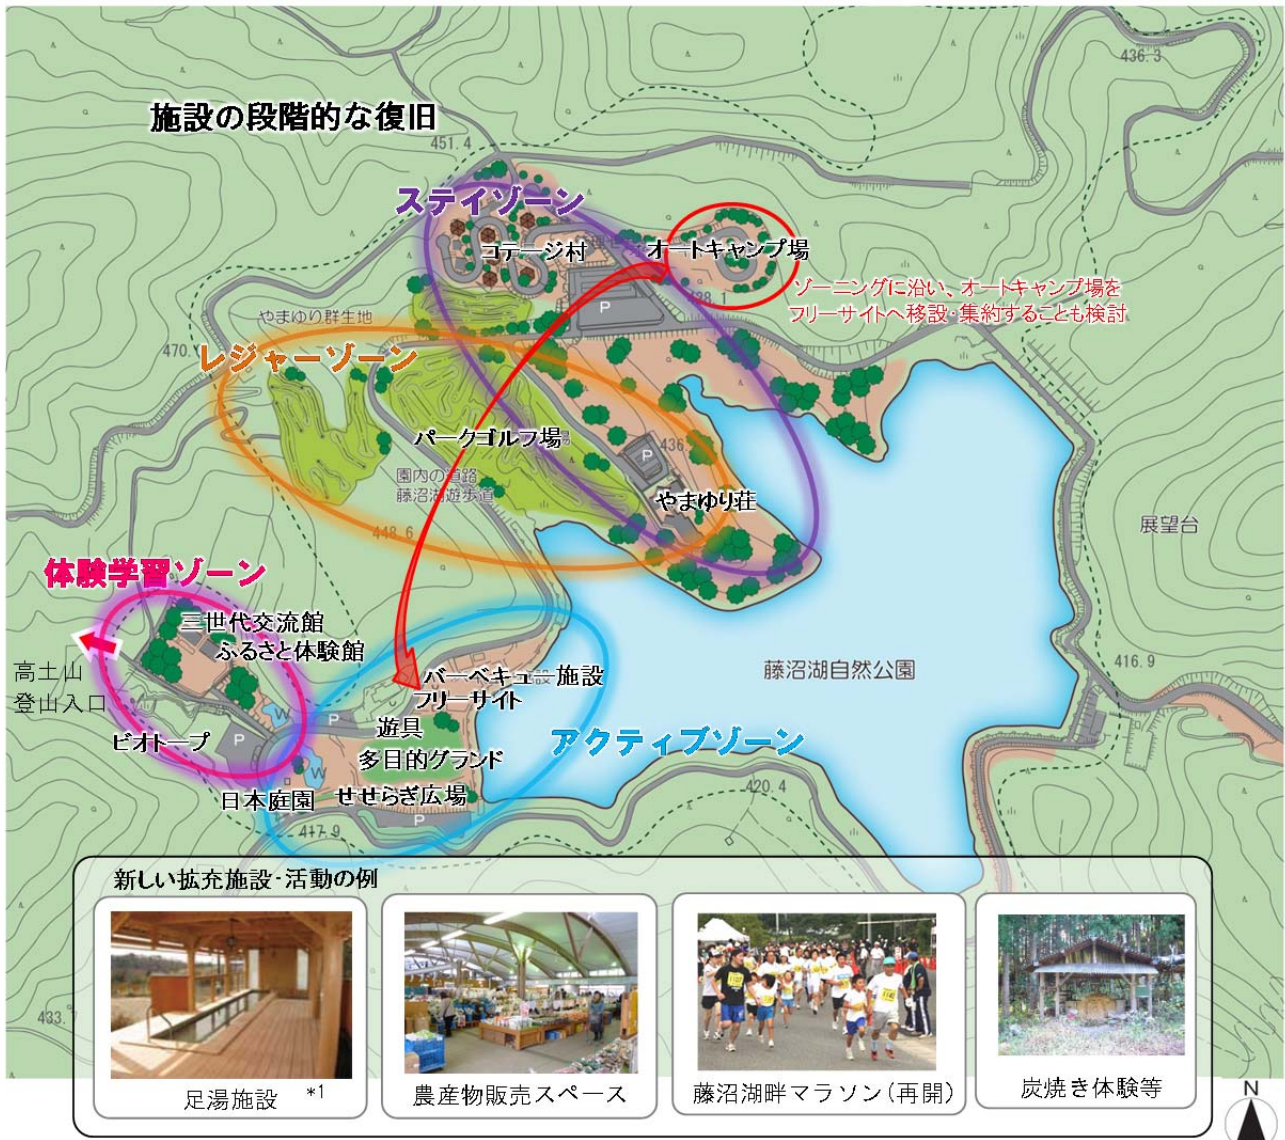 436.3
施設の段階的な復旧
451.4
ステイゾーン
コテージ村
オートキャンプ場
ゾーニングに沿い、オートキャンプ場を
フリーサイトへ移設・集約することも検討
428.1
P
やまゆり群生地
470.
レジャーゾーン
パークゴルフ場
436.
P
園内の道路
藤沼湖遊歩道
やまゆり荘
448.6
展望台
体験学習ゾーン
三世代交流館
ふるさと体験館
高土山
登山入口
藤沼湖自然公園
416.9
バーベキュー施設
フリーサイト
W
P
遊具
ビオトープ
P
アクティブゾーン
多目的グランド
W
日本庭園
せせらぎ広場
420.4
P
417.9
新しい拡充施設・活動の例
433.
足湯施設 *1
農産物販売スペース
藤沼湖畔マラソン(再開)
炭焼き体験等
N